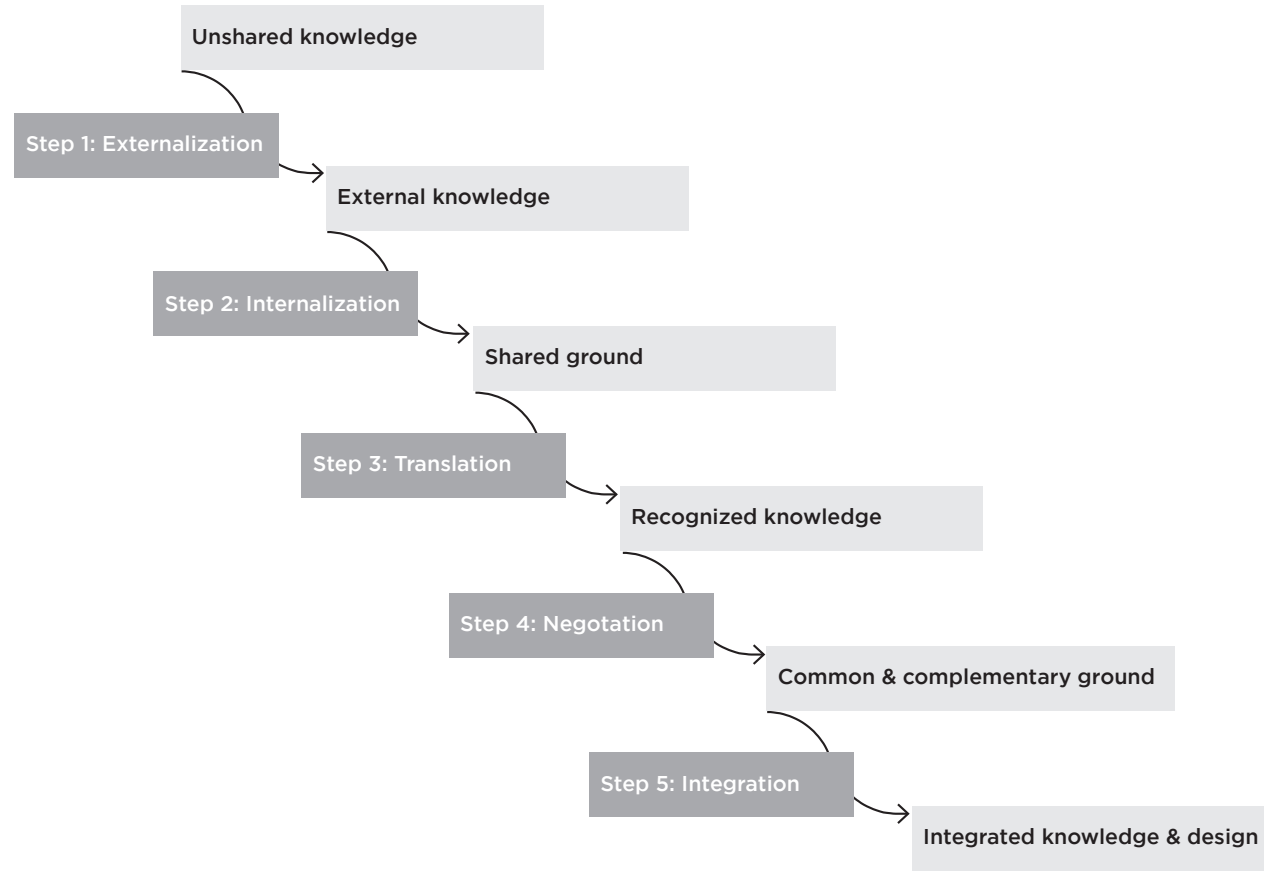 Unshared knowledge
Step 1: Externalization
External knowledge
Step 2: Internalization
Shared ground
Step 3: Translation
Recognized knowledge
Step 4: Negotation
Common & complementary ground
Step 5: Integration
Integrated knowledge & design